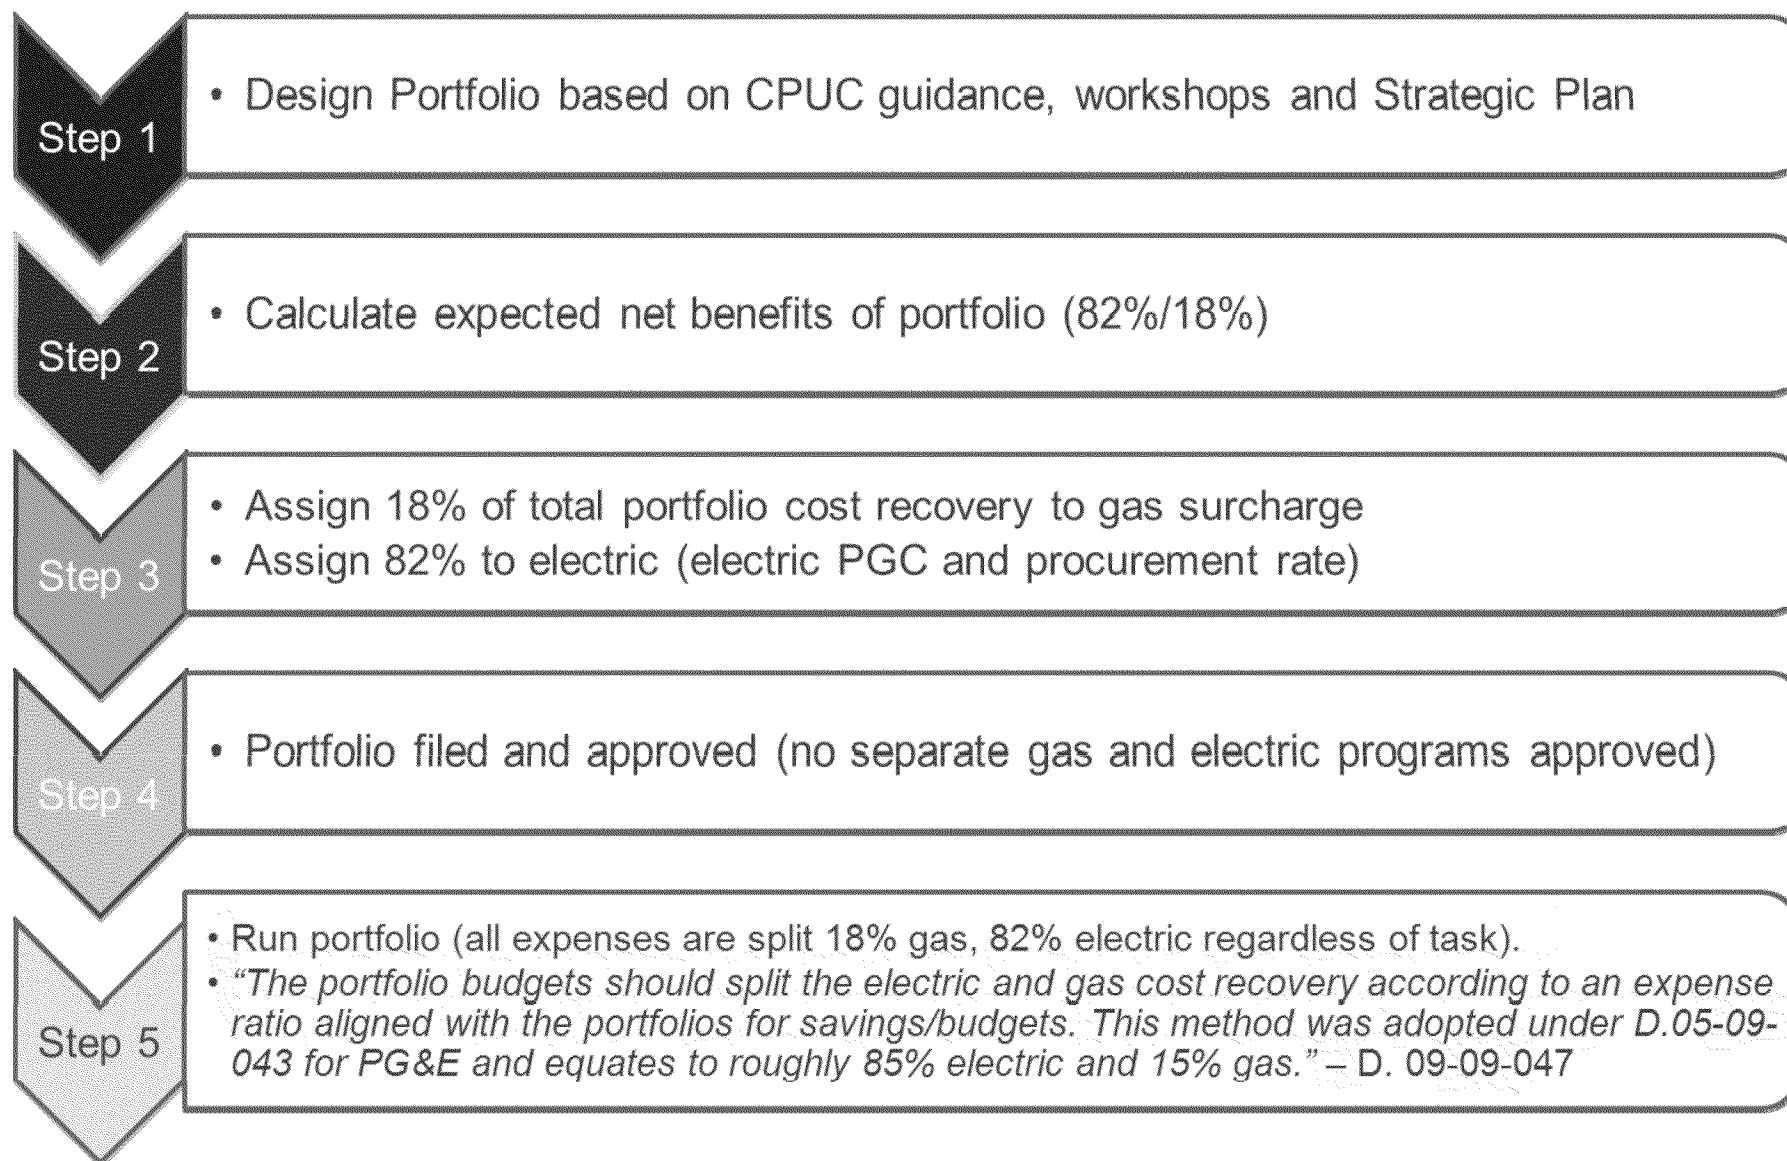 Step 1
• Design Portfolio based on CPUC guidance, workshops and Strategic Plan
Step 2
• Calculate expected net benefits of portfolio (82%/18%)
Step 3
• Assign 18% of total portfolio cost recovery to gas surcharge
• Assign 82% to electric (electric PGC and procurement rate)
Step 4
• Portfolio filed and approved (no separate gas and electric programs approved)
Step 5
• Run portfolio (all expenses are split 18% gas, 82% electric regardless of task).
• “The portfolio budgets should split the electric and gas cost recovery according to an expense
ratio aligned with the portfolios for savings/budgets. This method was adopted under D.05-09-
043 for PG&E and equates to roughly 85% electric and 15% gas.” – D. 09-09-047